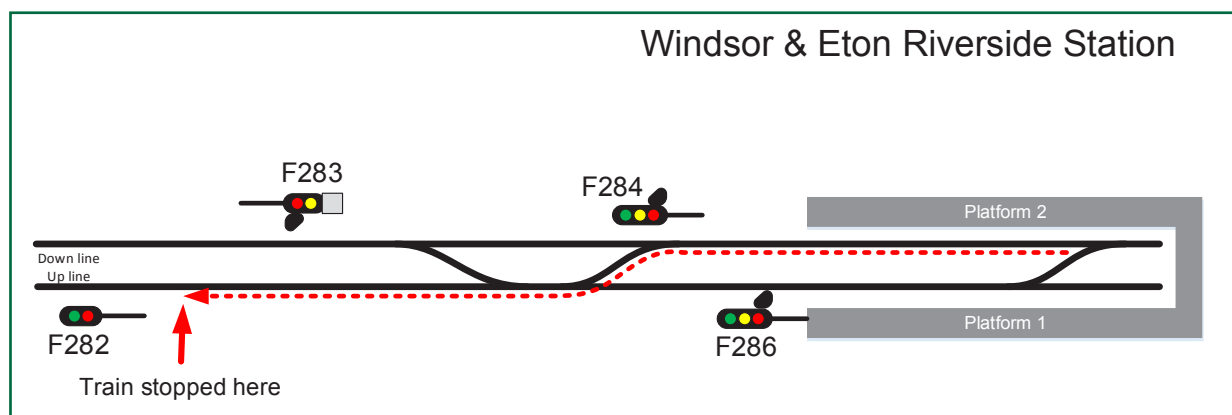 Windsor & Eton Riverside Station
F283
F284
Platform 2
Down line
Up line
F282
F286
Platform 1
Train stopped here